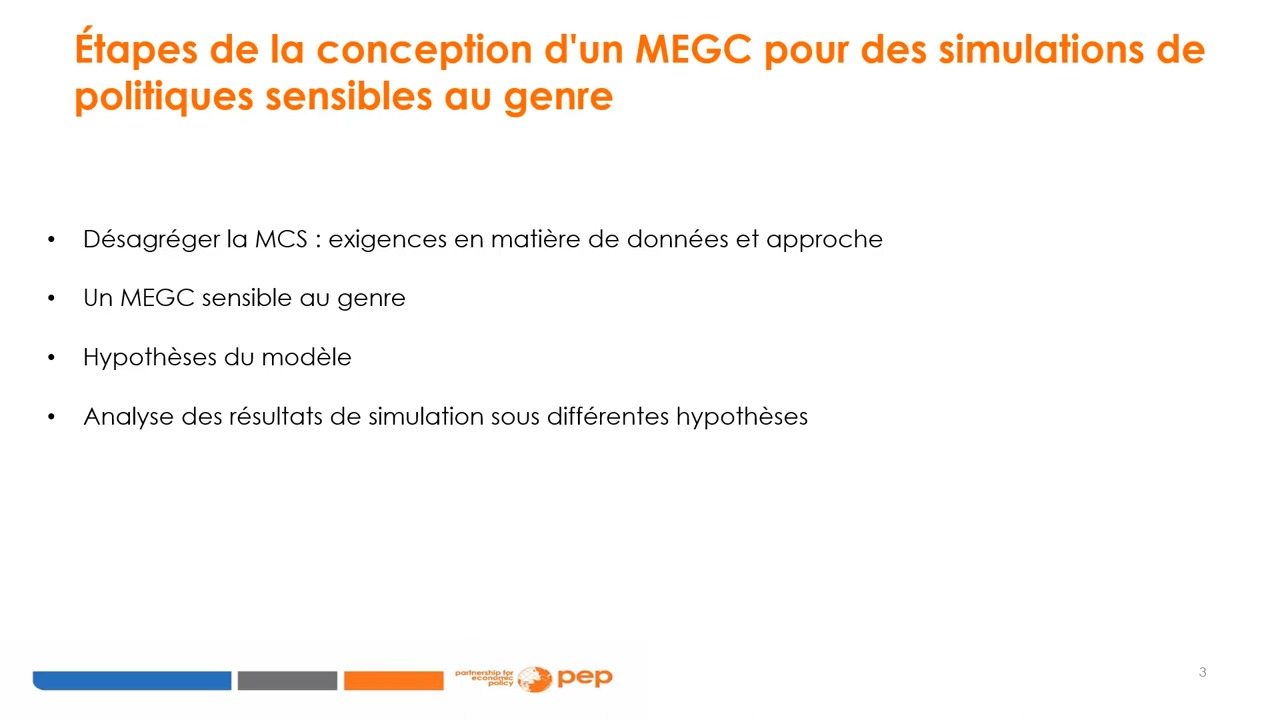 Étapes de la conception d'un MEGC pour des simulations de
politiques sensibles au genre
• Désagréger la MCS : exigences en matière de données et approche
• Un MEGC sensible au genre
• Hypothèses du modèle
• Analyse des résultats de simulation sous différentes hypothèses
partnership for
economic
policy
pep
3